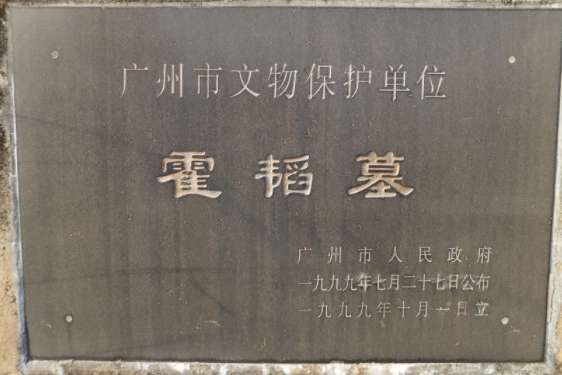 广州市文物保护单位
霍韬墓
广州市人民政府
一九九九年七月二十七日公布
一九九九年十月一日立